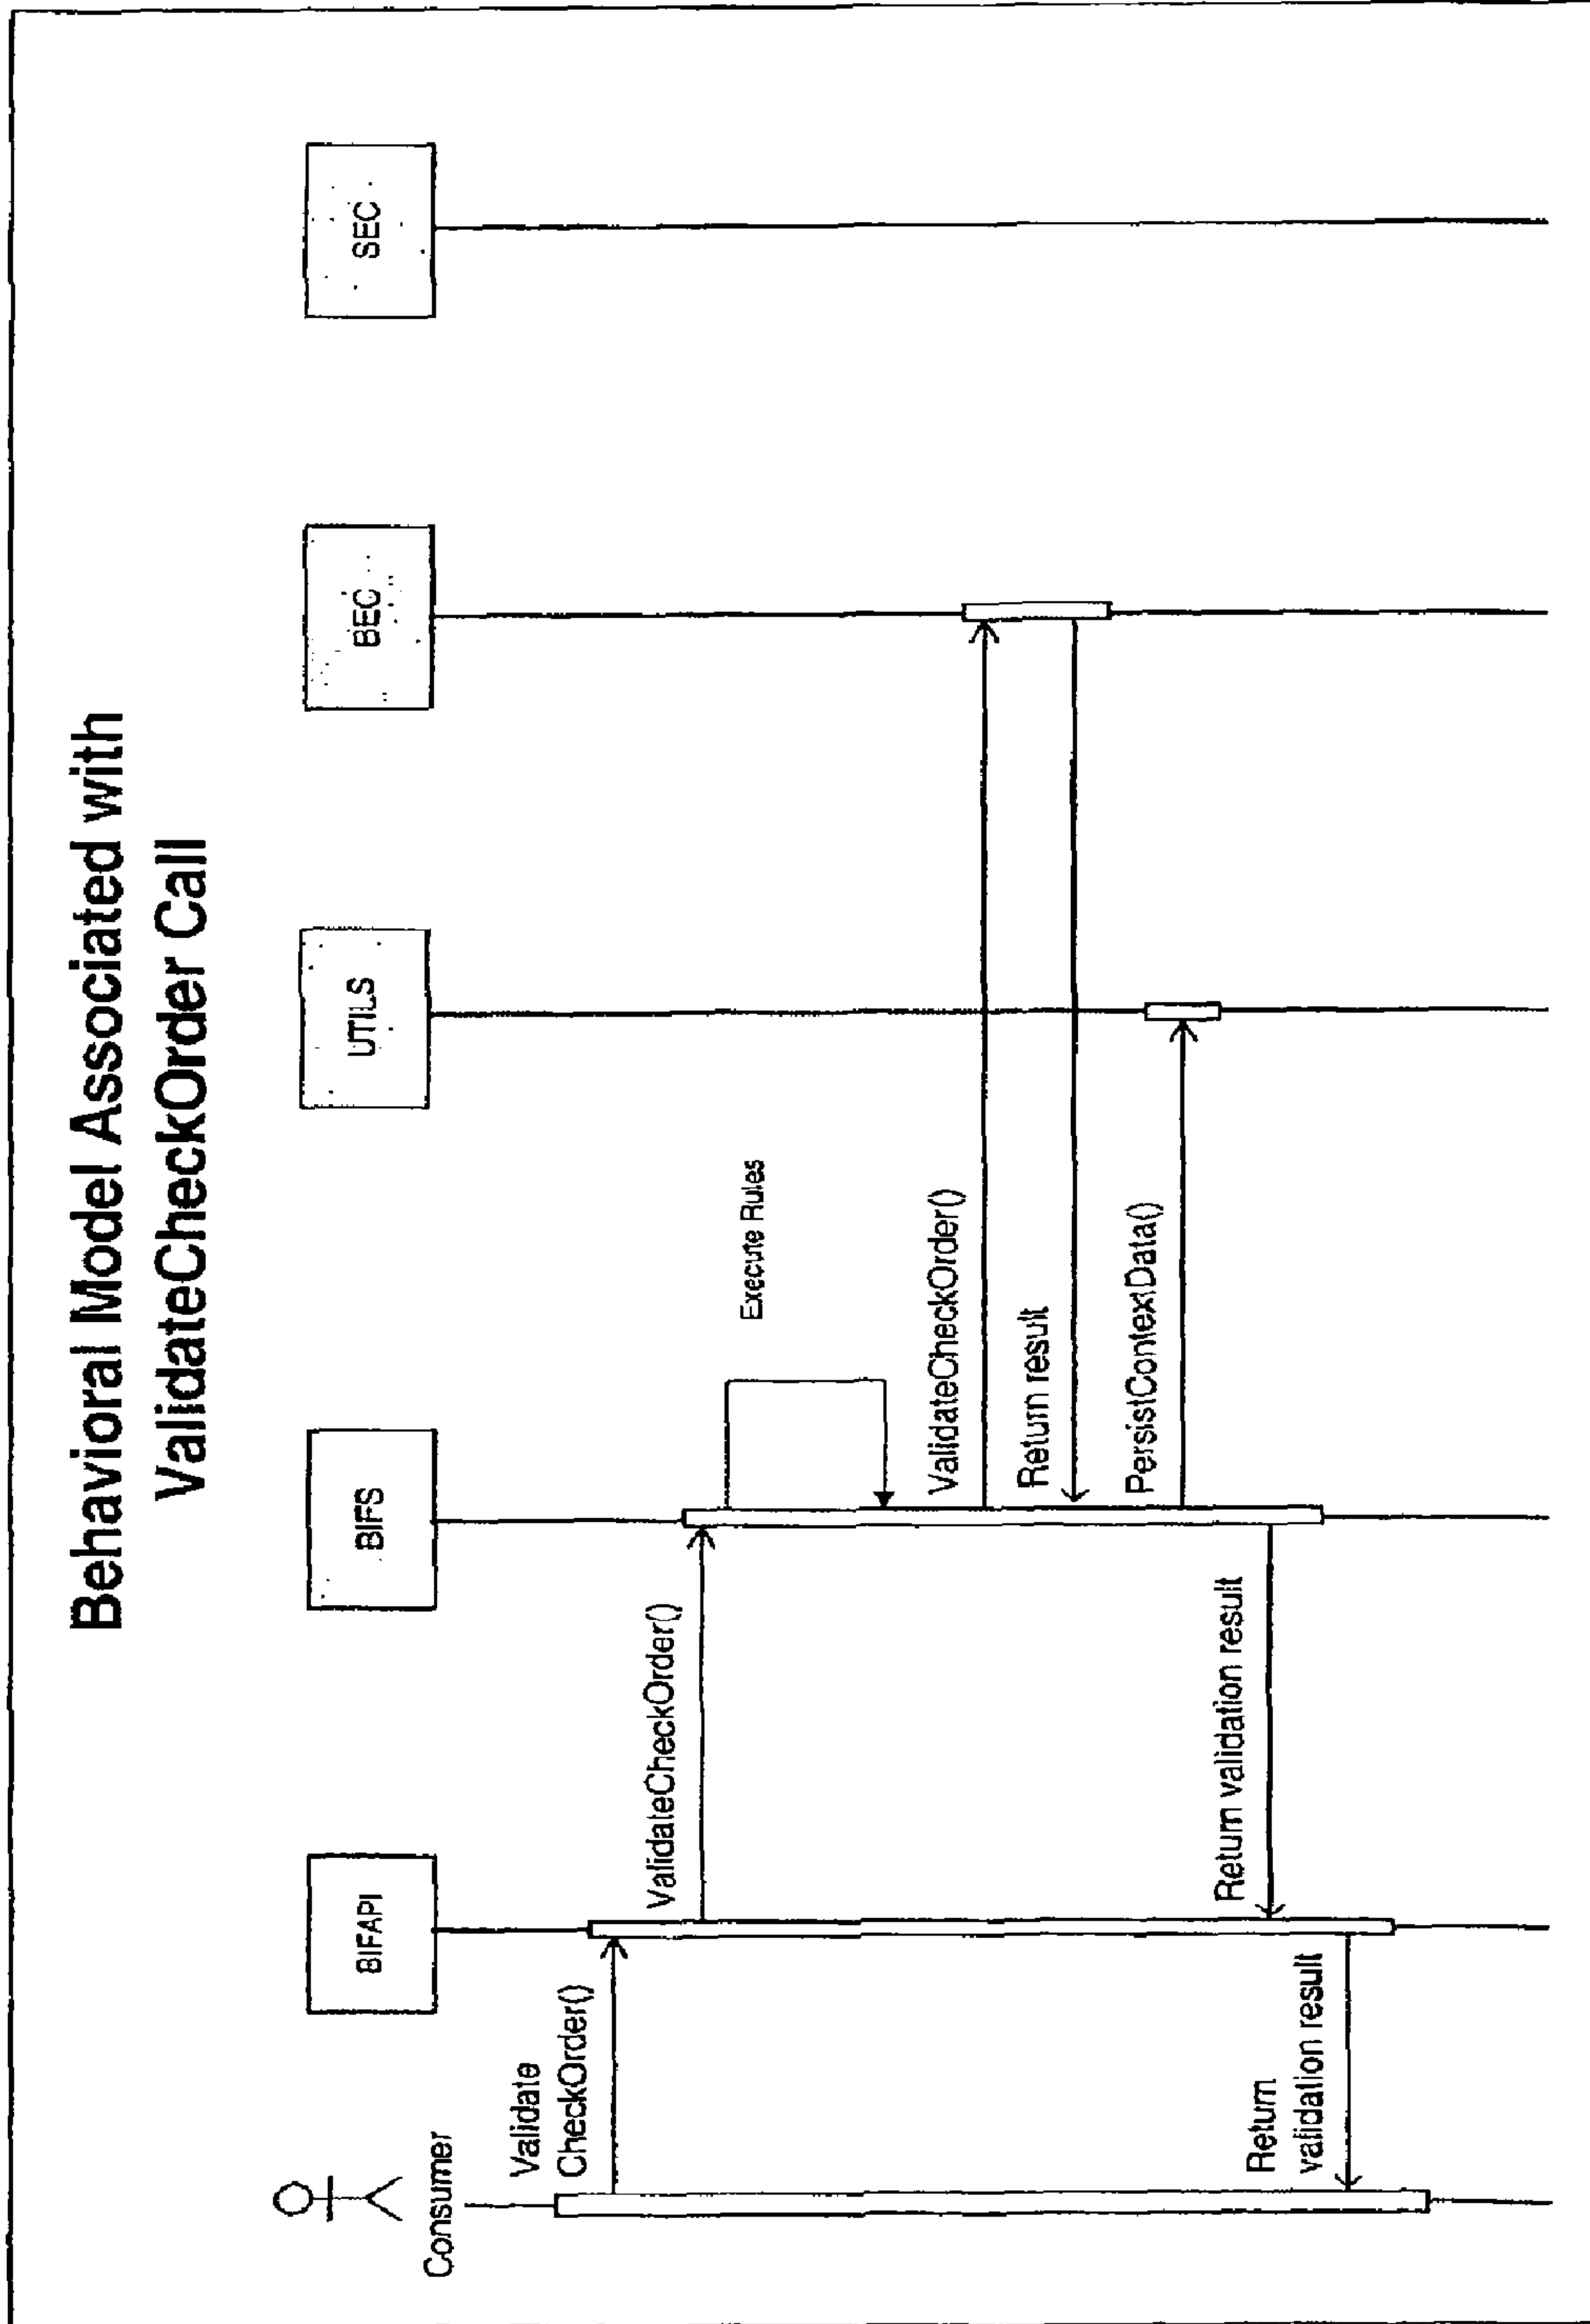 Behavioral Model Associated with
ValidateCheckOrder Call
Consumer
BIFAPI
BIFS
UTILS
BEC
SEC
Validate
CheckOrder()
ValidateCheckOrder()
Execute Rules
ValidateCheckOrder()
Return result
PersistContextData()
Return validation result
Return
validation result